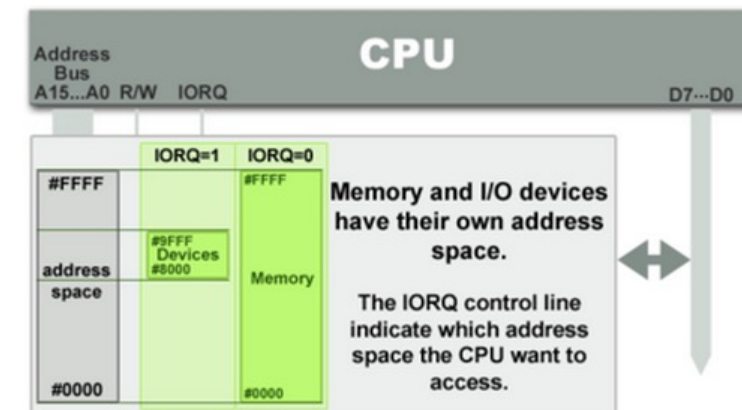 CPU
Address
Bus
A15...A0 R/W IORQ
D7...D0
IORQ=1 IORQ=0
#FFFF
#FFFF
Memory and I/O devices
have their own address
space.
#9FFF
Devices
#8000
address
space
Memory
The IORQ control line
indicate which address
space the CPU want to
access.
#0000
#0000